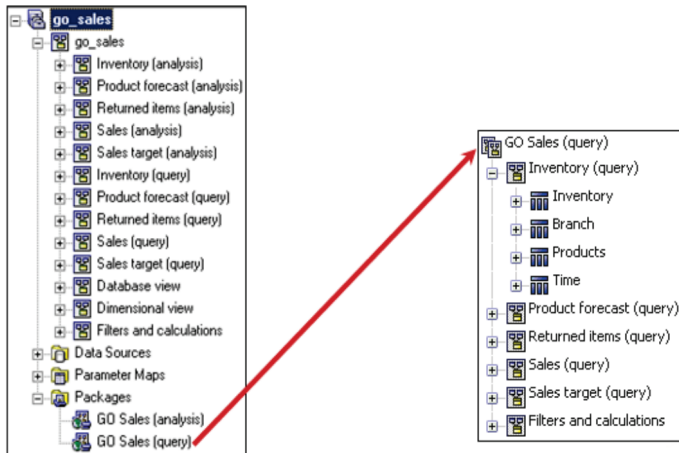 go_sales
go_sales
Inventory (analysis)
Product forecast (analysis)
Returned items (analysis)
Sales (analysis)
Sales target (analysis)
Inventory (query)
Product forecast (query)
Returned items (query)
Sales (query)
Sales target (query)
Database view
Dimensional view
Filters and calculations
Data Sources
Parameter Maps
Packages
GO Sales (analysis)
GO Sales (query)
GO Sales (query)
Inventory (query)
Inventory
Branch
Products
Time
Product forecast (query)
Returned items (query)
Sales (query)
Sales target (query)
Filters and calculations